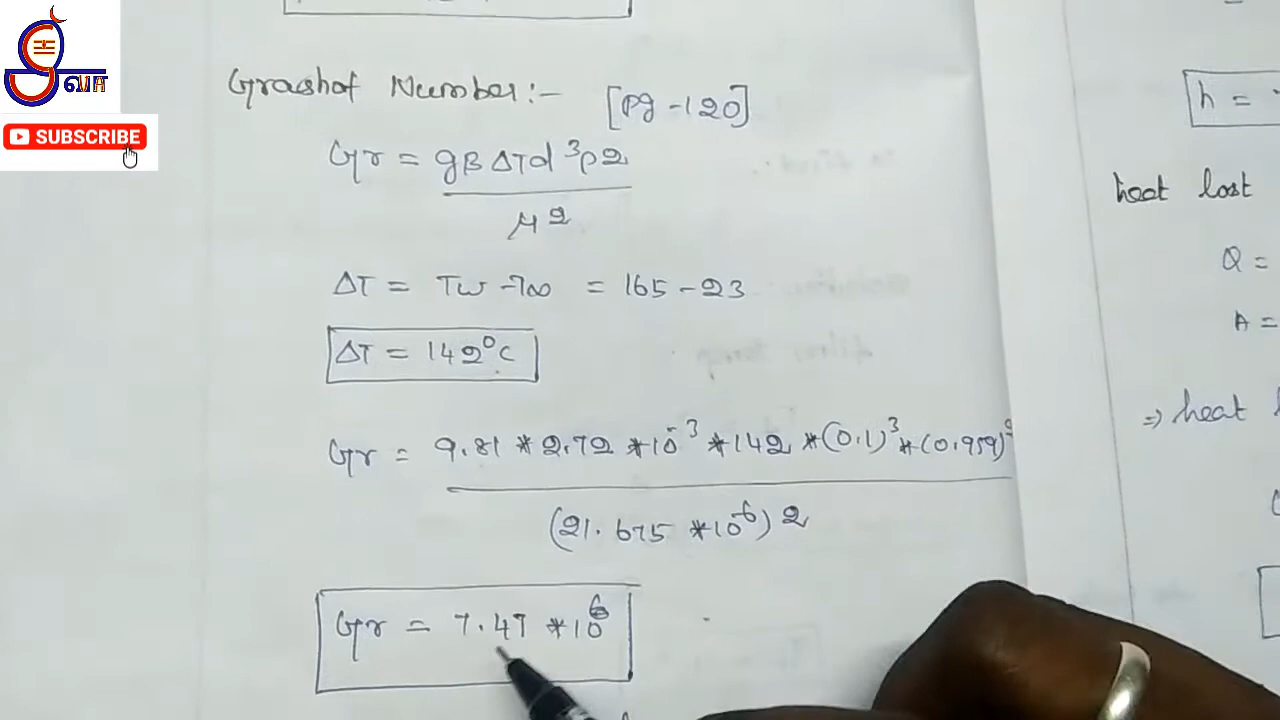 வா
SUBSCRIBE
Grashof Number:- [Pg-120]
Gr = gβΔTd³ρ2
μ²
ΔT = Tw-T∞ = 165-23
ΔT = 142°C
Gr = 9.81 * 2.72 * 10⁻³ * 142 * (0.1)³ * (0.959)²
(21.675 * 10⁻⁶)2
Gr = 7.47 * 10⁶
h =
heat lost
Q =
A =
⇒ heat